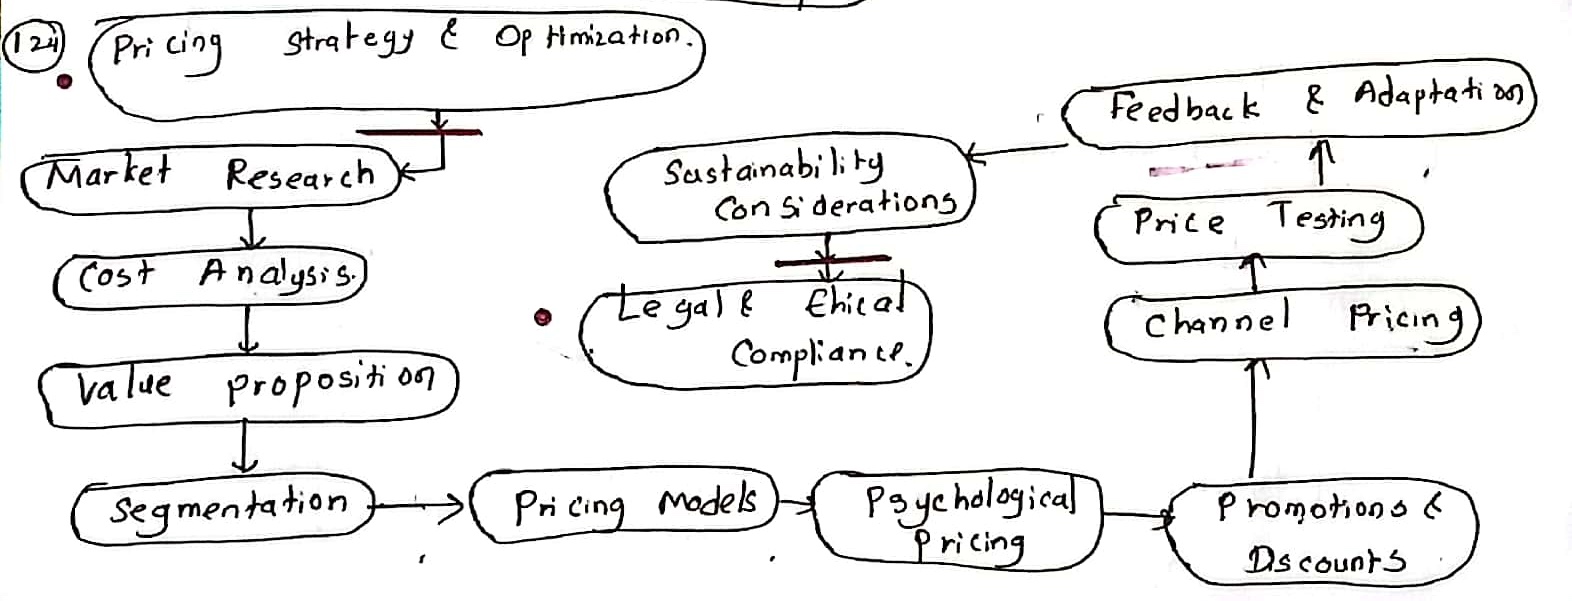 124
Pricing Strategy & Optimization.
Market Research
Cost Analysis.
Value proposition
Segmentation
Pricing Models
Psychological
Pricing
Promotions &
Discounts
Channel Pricing
Price Testing
Feedback & Adaptation
Sustainability
Considerations
Legal & Ehical
Compliance.